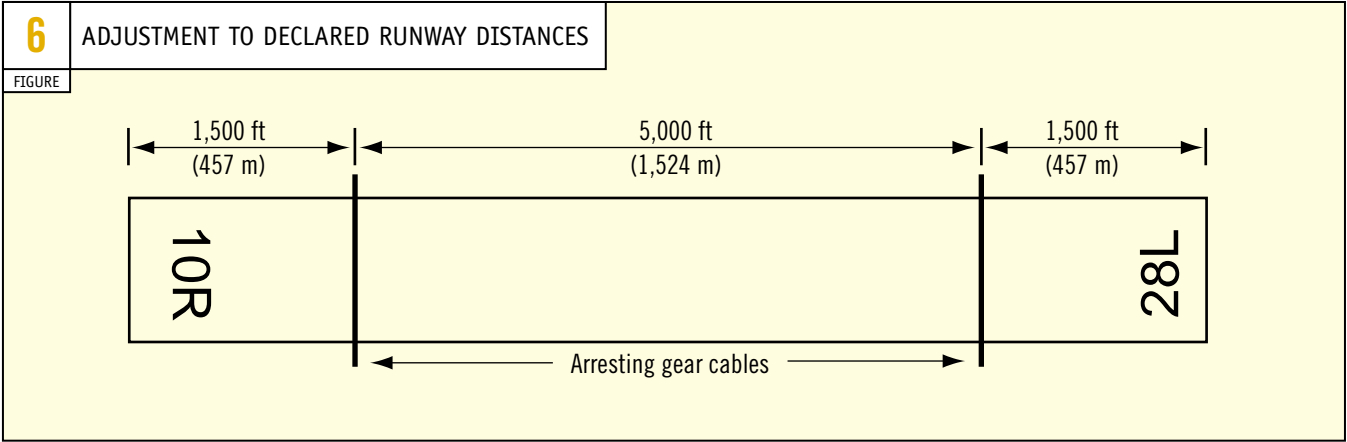 6
ADJUSTMENT TO DECLARED RUNWAY DISTANCES
FIGURE
1,500 ft
(457 m)
5,000 ft
(1,524 m)
1,500 ft
(457 m)
10R
28L
Arresting gear cables